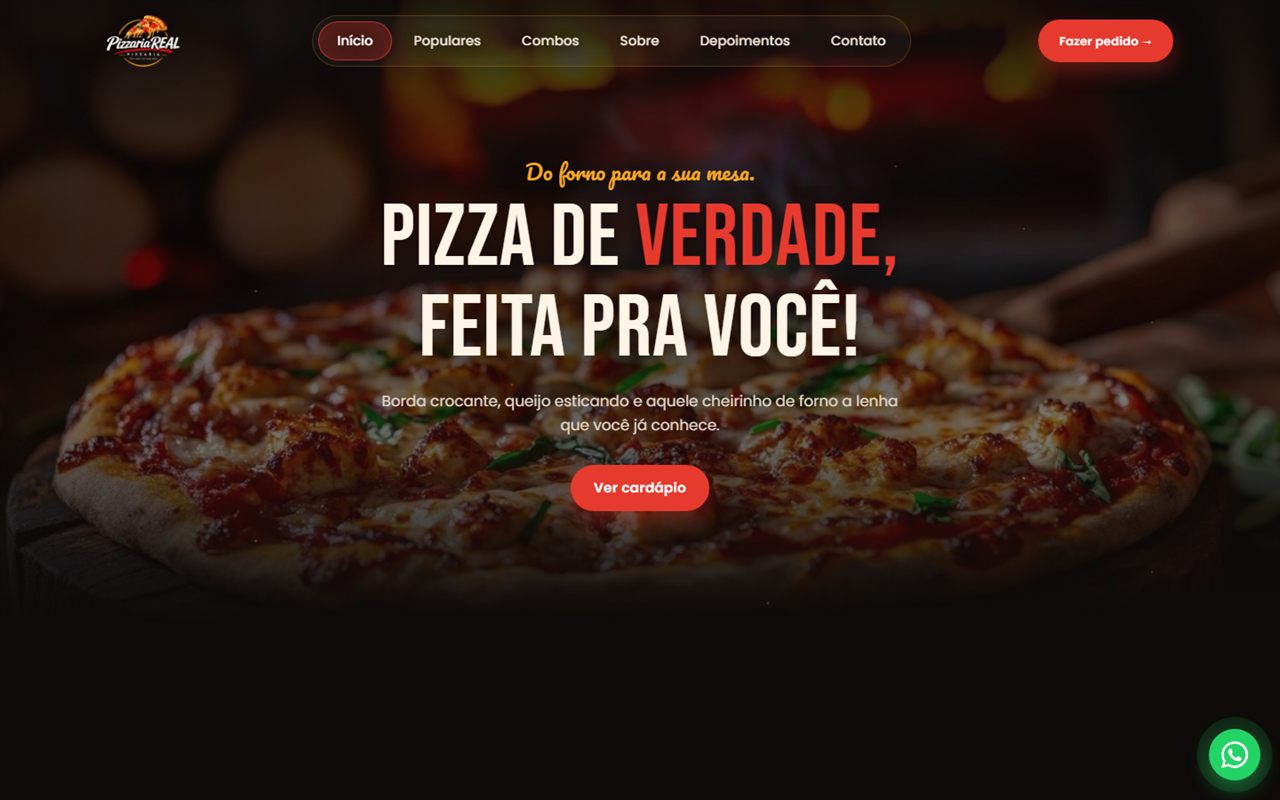 PizzariaREAL
PIZZARIA
Início
Populares
Combos
Sobre
Depoimentos
Contato
Fazer pedido →
Do forno para a sua mesa.
PIZZA DE VERDADE,
FEITA PRA VOCÊ!
Borda crocante, queijo esticando e aquele cheirinho de forno a lenha
que você já conhece.
Ver cardápio